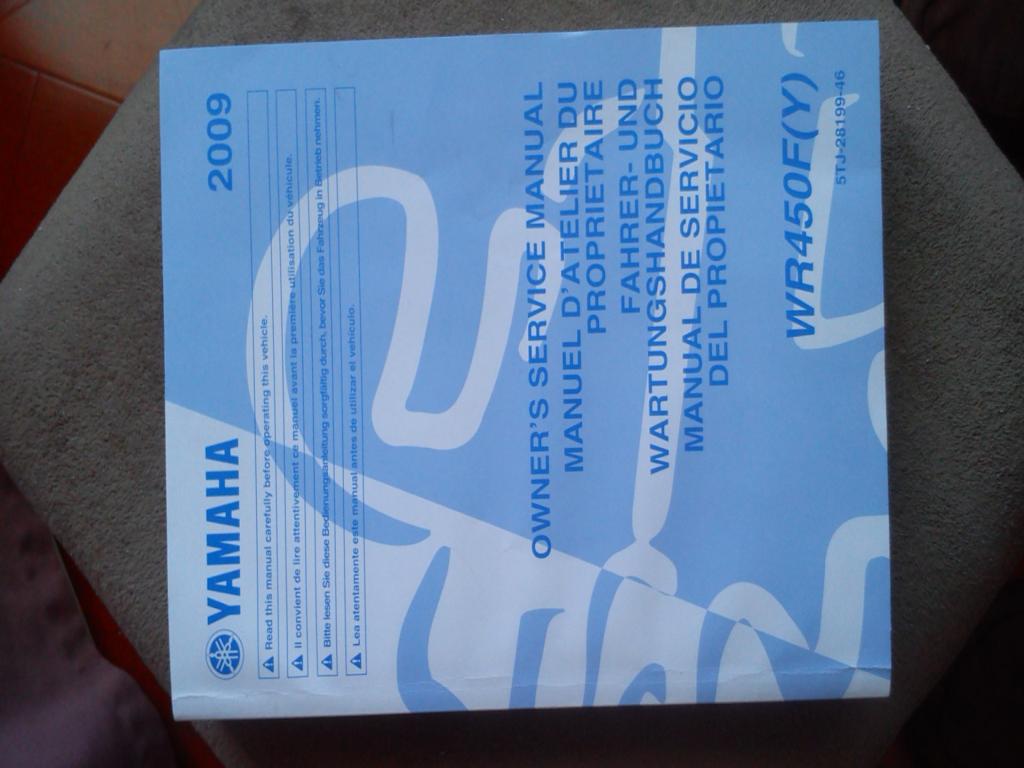 YAMAHA
2009
Read this manual carefully before operating this vehicle.
Il convient de lire attentivement ce manuel avant la première utilisation du véhicule.
Bitte lesen Sie diese Bedienungsanleitung sorgfältig durch, bevor Sie das Fahrzeug in Betrieb nehmen.
Lea atentamente este manual antes de utilizar el vehículo.
OWNER'S SERVICE MANUAL
MANUEL D'ATELIER DU
PROPRIETAIRE
FAHRER- UND
WARTUNGSHANDBUCH
MANUAL DE SERVICIO
DEL PROPIETARIO
WR450F(Y)
5TJ-28199-46